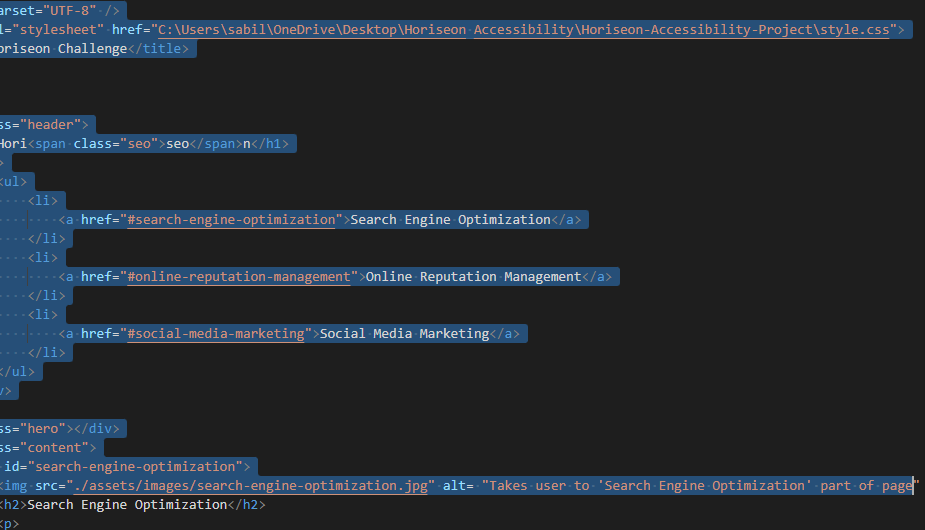 arset="UTF-8" />
l="stylesheet" href="C:\Users\sabil\OneDrive\Desktop\Horiseon Accessibility\Horiseon-Accessibility-Project\style.css">
oriseon Challenge</title>
ss="header">
Hori<span class="seo">seo</span>n</h1>
>
<ul>
<li>
<a href="#search-engine-optimization">Search Engine Optimization</a>
</li>
<li>
<a href="#online-reputation-management">Online Reputation Management</a>
</li>
<li>
<a href="#social-media-marketing">Social Media Marketing</a>
</li>
</ul>
v>
ss="hero"></div>
ss="content">
id="search-engine-optimization">
<img src="./assets/images/search-engine-optimization.jpg" alt= "Takes user to 'Search Engine Optimization' part of page"
<h2>Search Engine Optimization</h2>
<p>